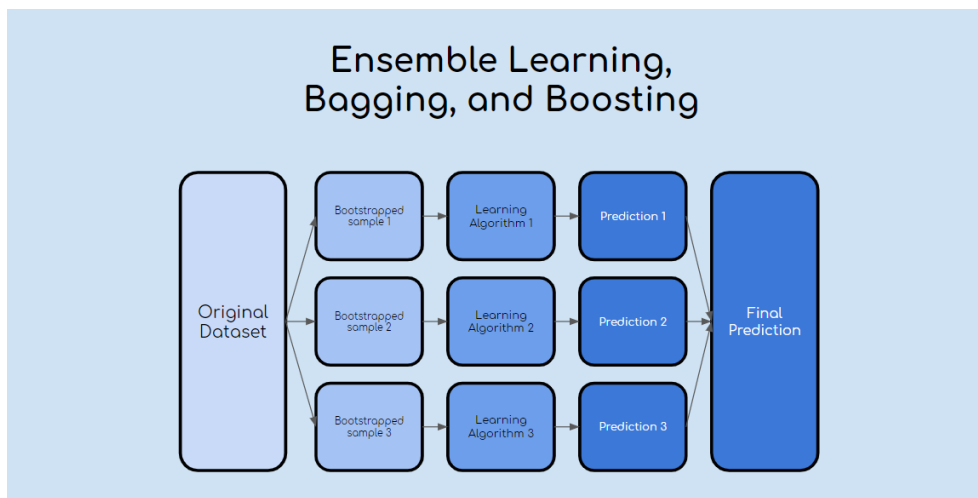 Ensemble Learning,
Bagging, and Boosting
Original
Dataset
Bootstrapped
sample 1
Learning
Algorithm 1
Prediction 1
Bootstrapped
sample 2
Learning
Algorithm 2
Prediction 2
Bootstrapped
sample 3
Learning
Algorithm 3
Prediction 3
Final
Prediction